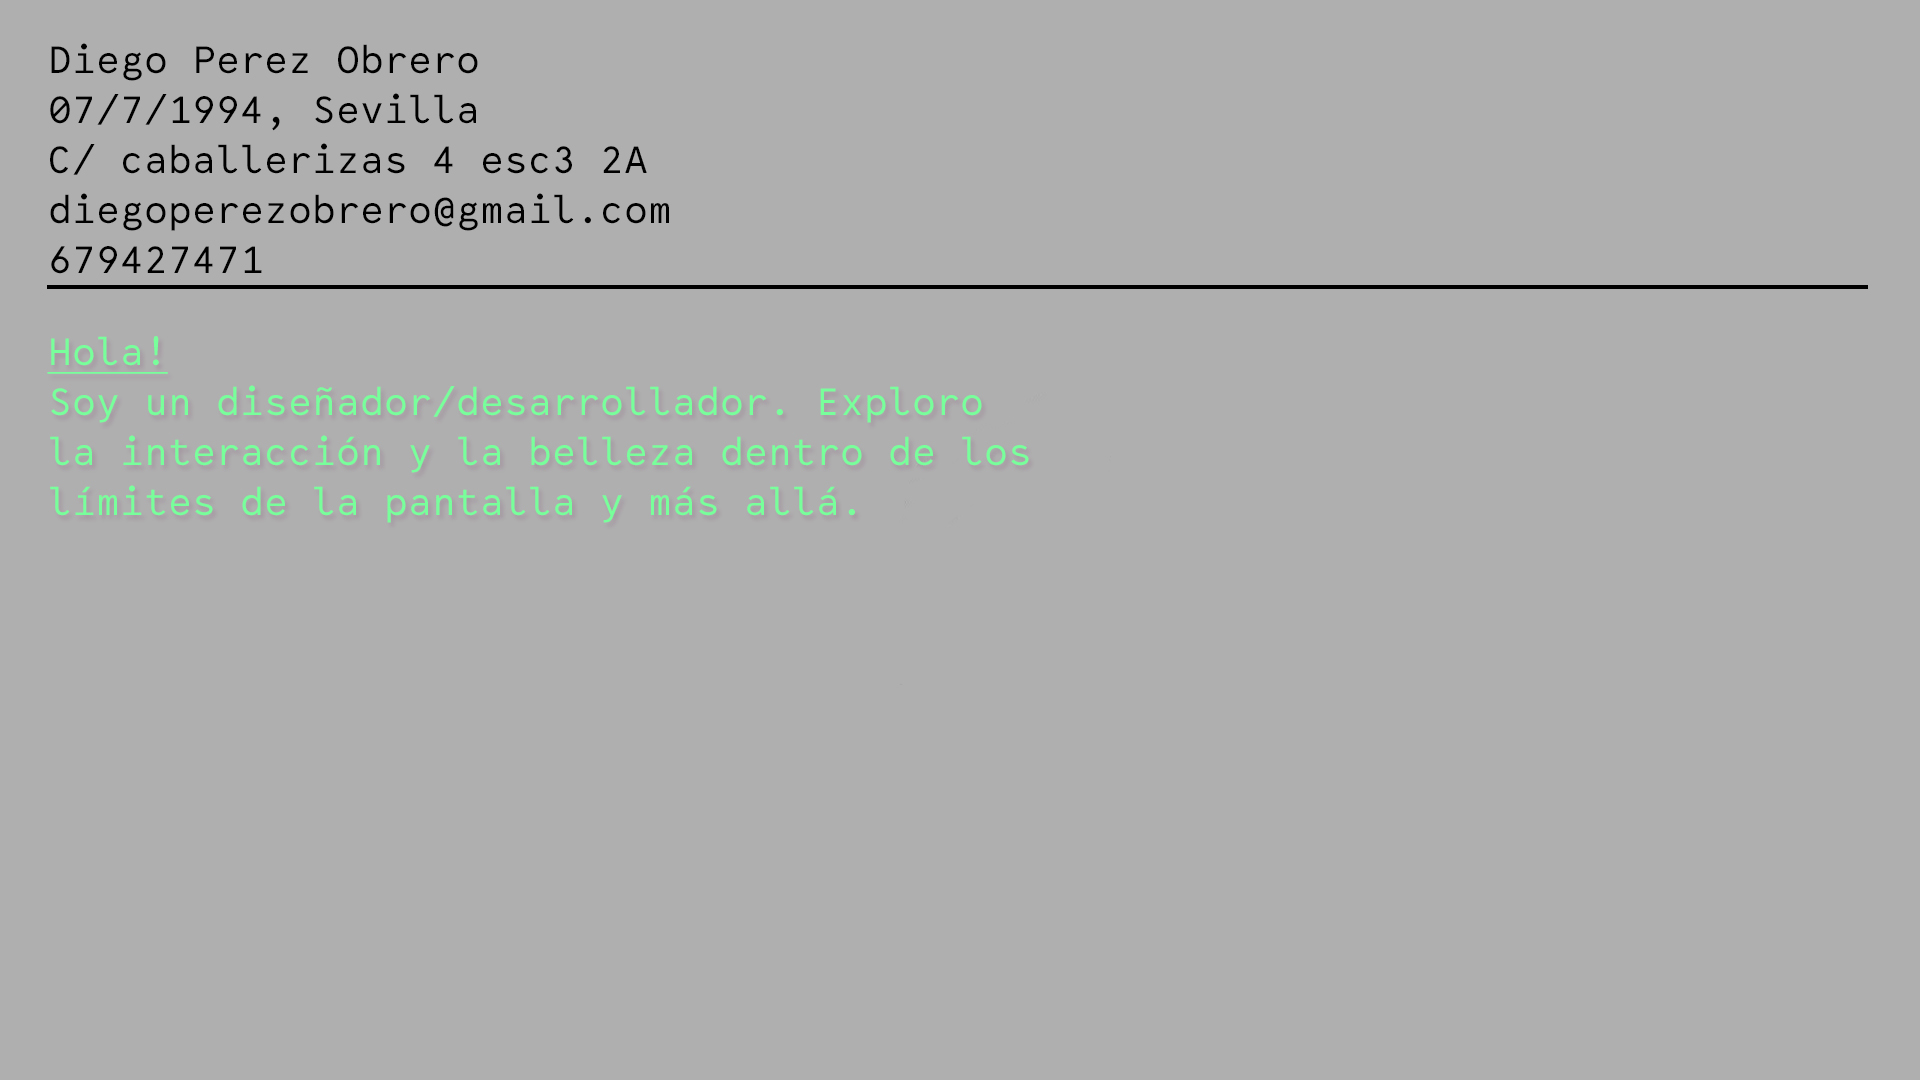 Diego Perez Obrero
07/7/1994, Sevilla
C/ caballerizas 4 esc3 2A
diegoperezobrero@gmail.com
679427471
Hola!
Soy un diseñador/desarrollador. Exploro
la interacción y la belleza dentro de los
límites de la pantalla y más allá.